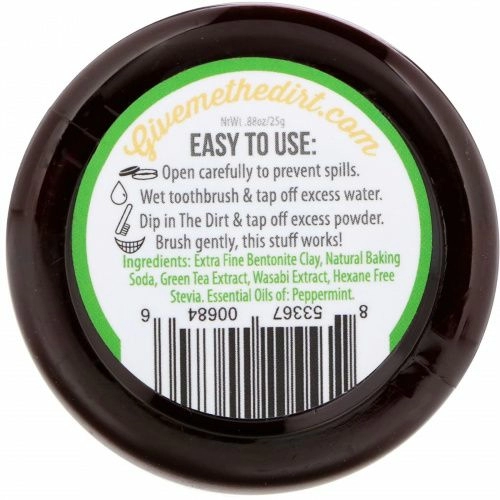 Givemethedirt.com
NtWt. .88oz/25g
EASY TO USE:
Open carefully to prevent spills.
Wet toothbrush & tap off excess water.
Dip in The Dirt & tap off excess powder.
Brush gently, this stuff works!
Ingredients: Extra Fine Bentonite Clay, Natural Baking
Soda, Green Tea Extract, Wasabi Extract, Hexane Free
Stevia. Essential Oils of: Peppermint.
8 53367 00684 6